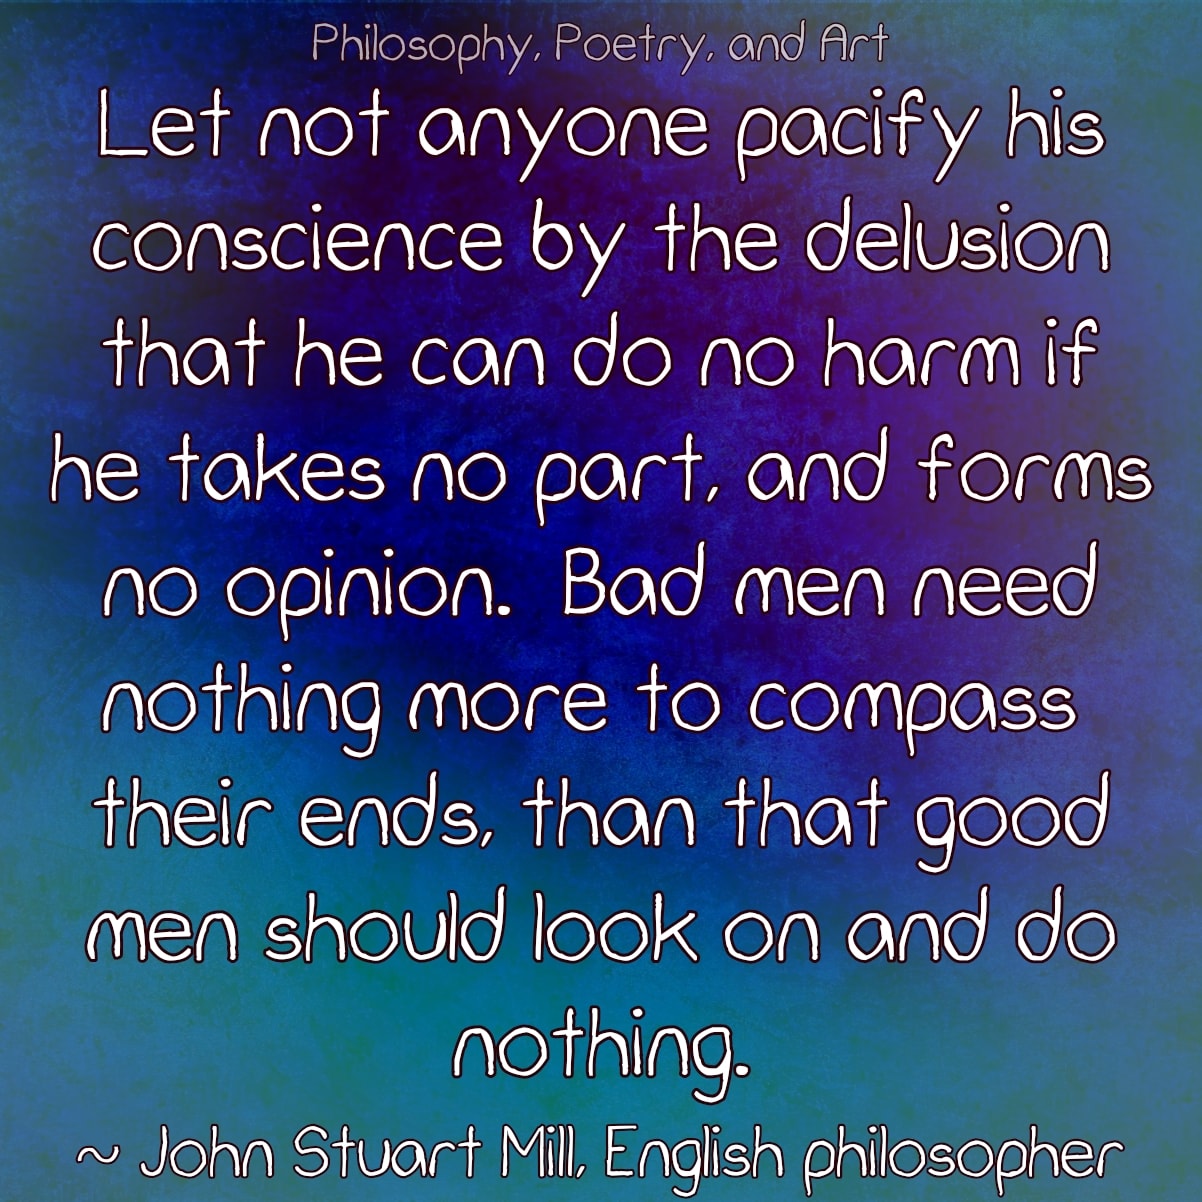 Philosophy, Poetry, and Art
Let not anyone pacify his
conscience by the delusion
that he can do no harm if
he takes no part, and forms
no opinion.  Bad men need
nothing more to compass
their ends, than that good
men should look on and do
nothing.
~ John Stuart Mill, English philosopher